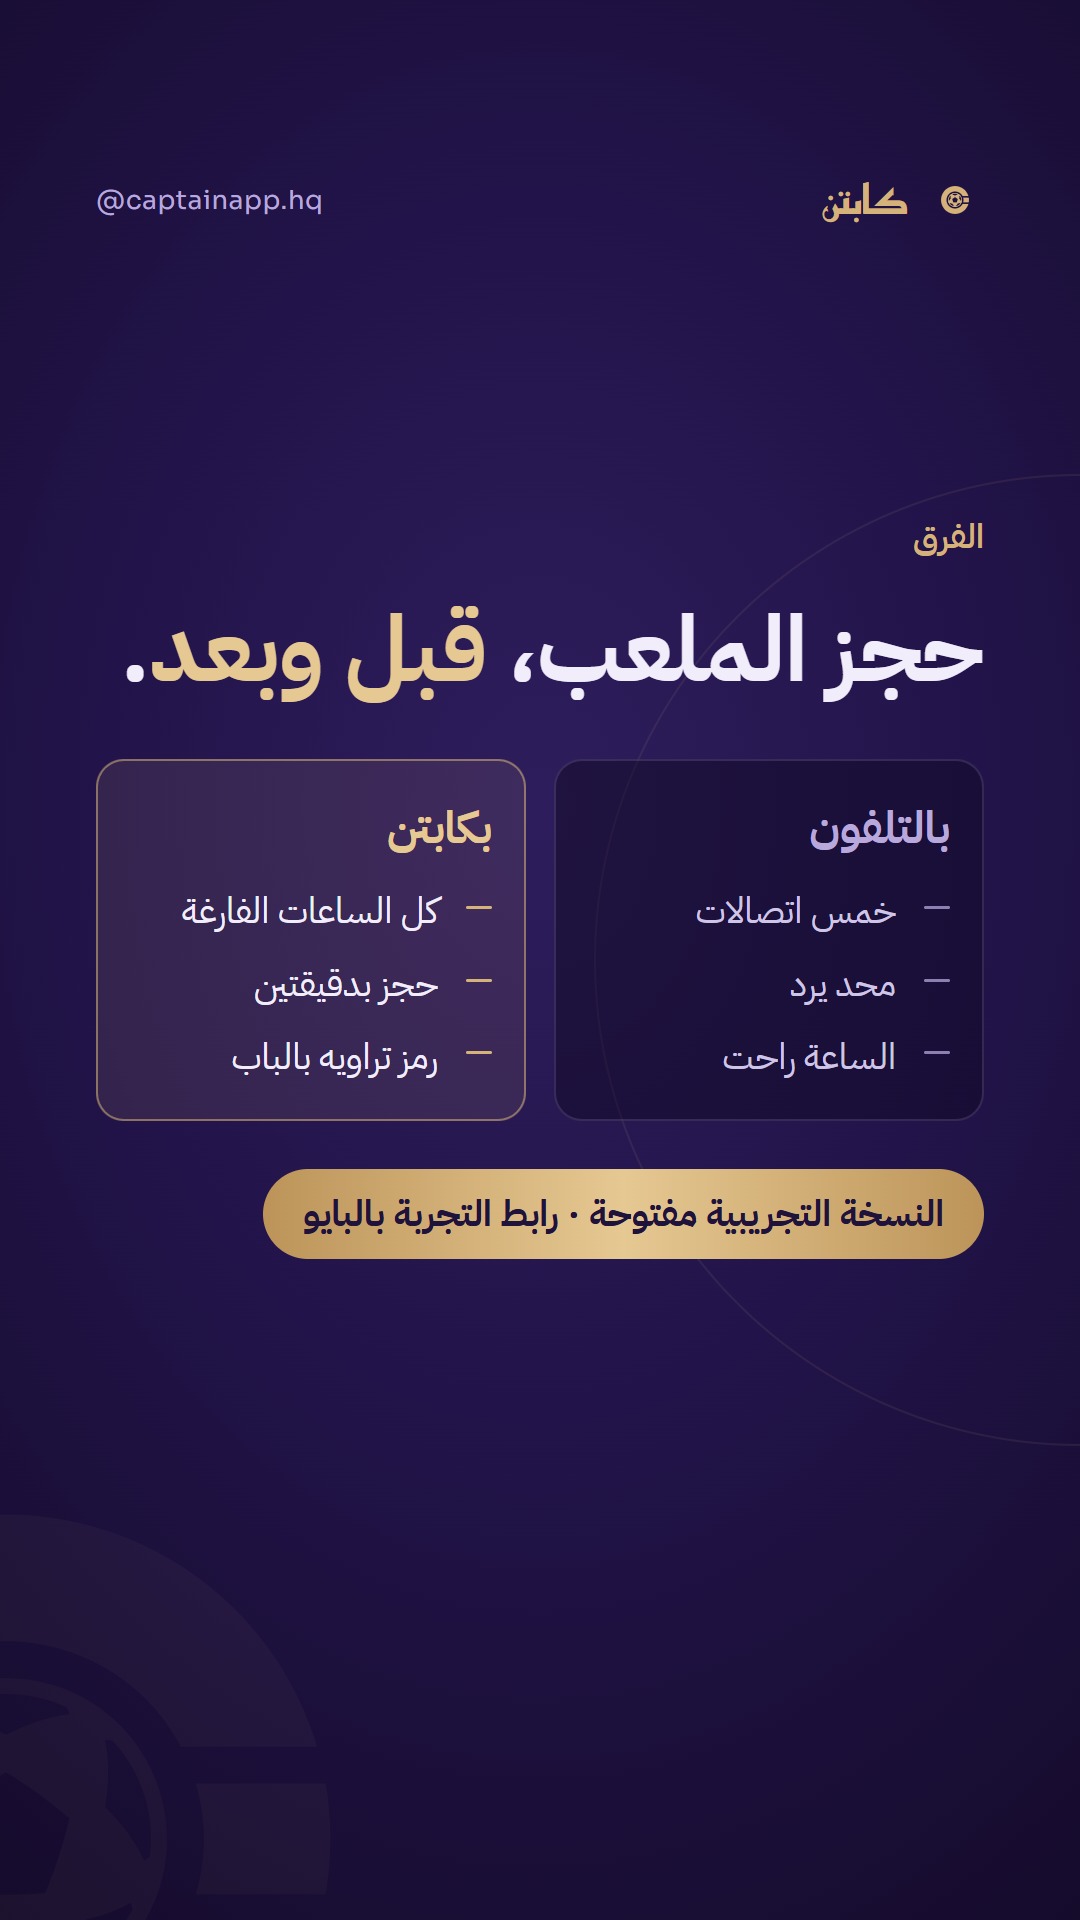 كابتن
@captainapp.hq
الفرق
حجز الملعب، قبل وبعد.
بالتلفون
— خمس اتصالات
— محد يرد
— الساعة راحت
بكابتن
— كل الساعات الفارغة
— حجز بدقيقتين
— رمز تراويه بالباب
النسخة التجريبية مفتوحة · رابط التجربة بالبايو